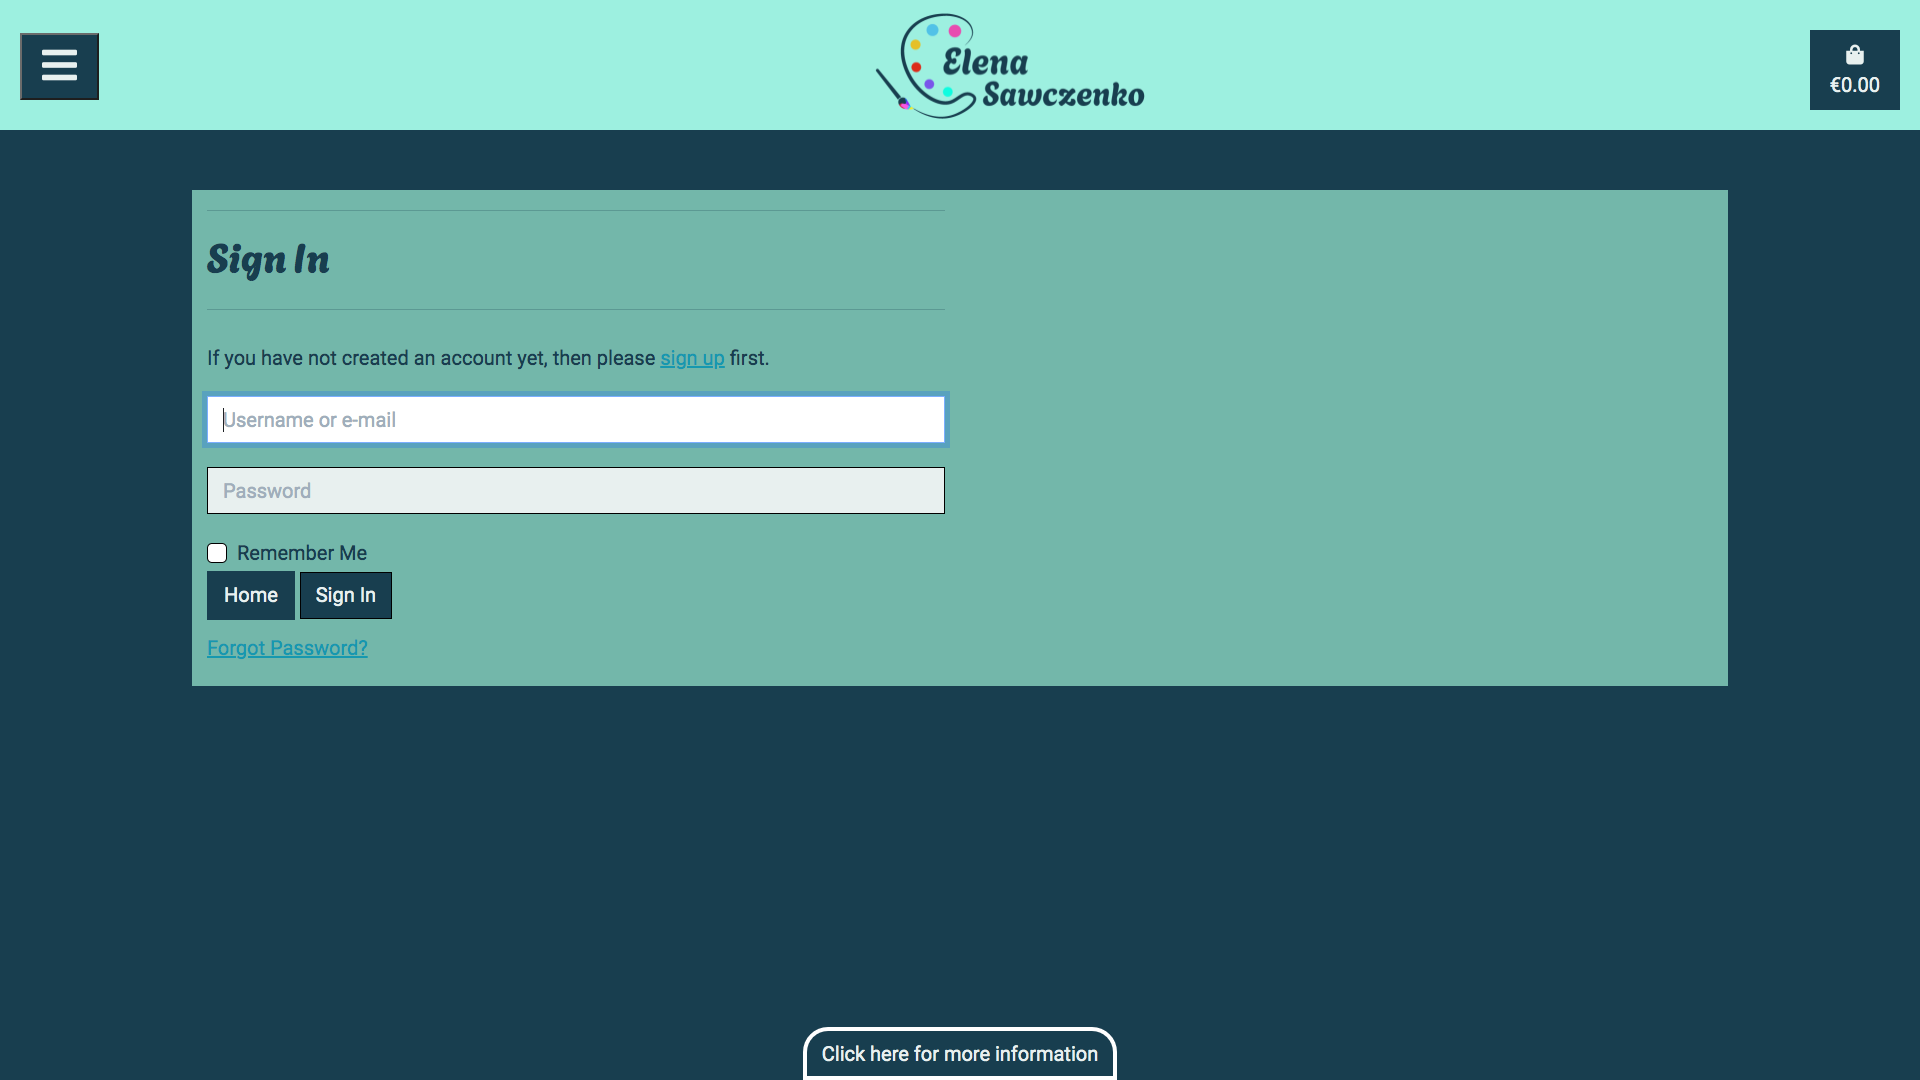 Elena
Sawczenko
€0.00
Sign In
If you have not created an account yet, then please sign up first.
Username or e-mail
Password
Remember Me
Home
Sign In
Forgot Password?
Click here for more information